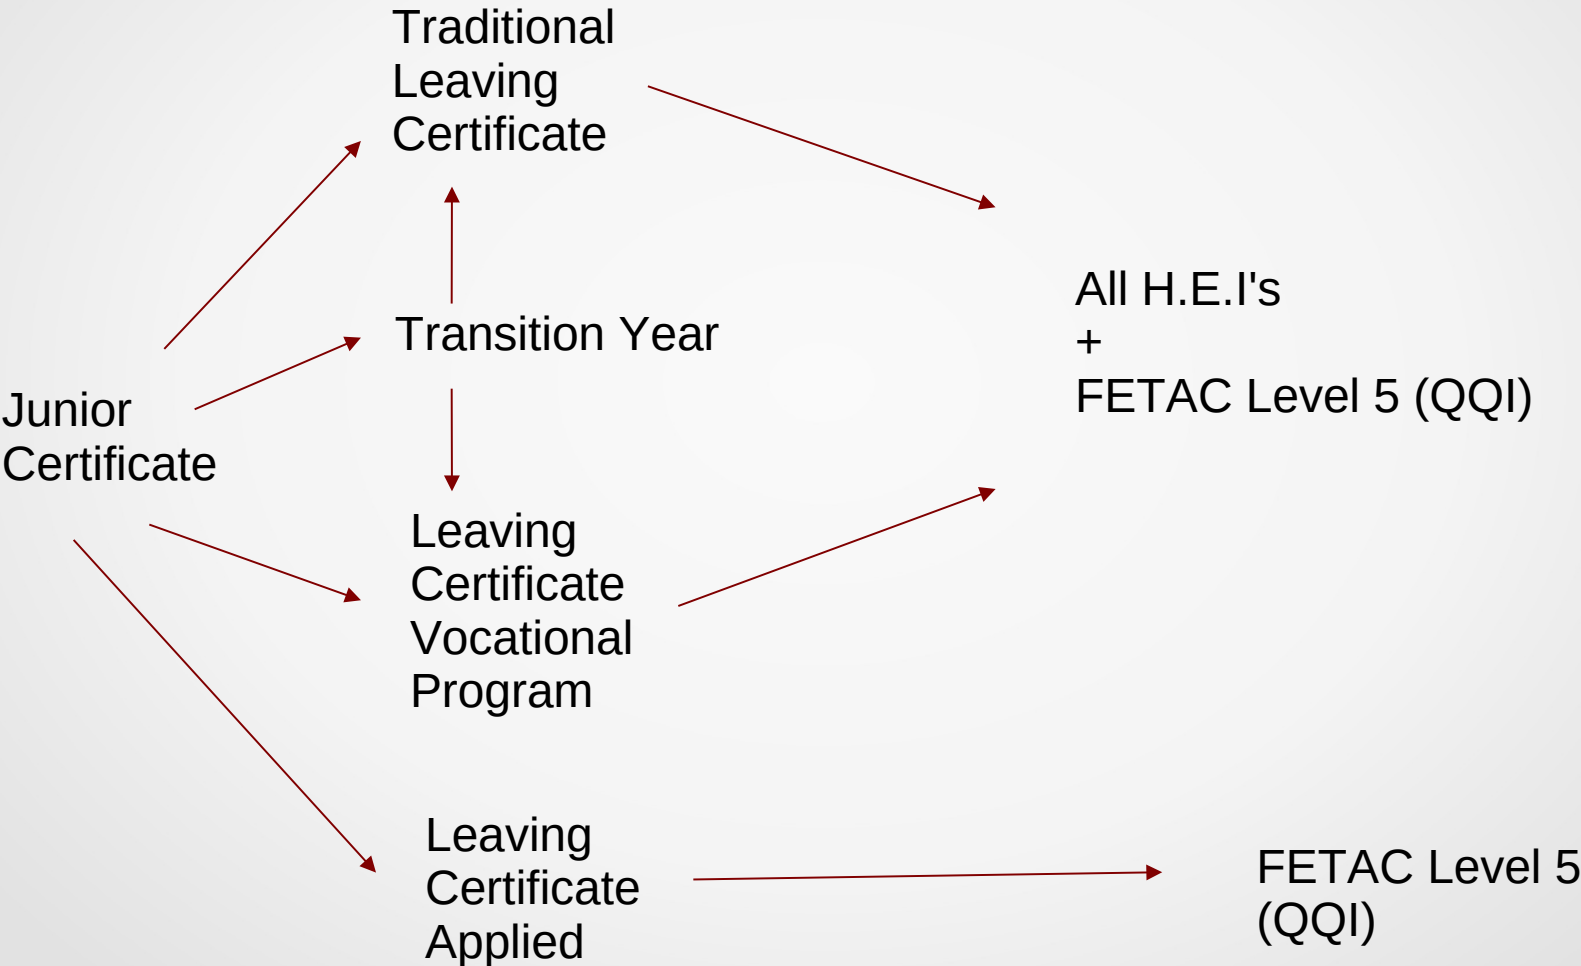 Traditional
Leaving
Certificate
Transition Year
Junior
Certificate
Leaving
Certificate
Vocational
Program
Leaving
Certificate
Applied
All H.E.I's
+
FETAC Level 5 (QQI)
FETAC Level 5
(QQI)